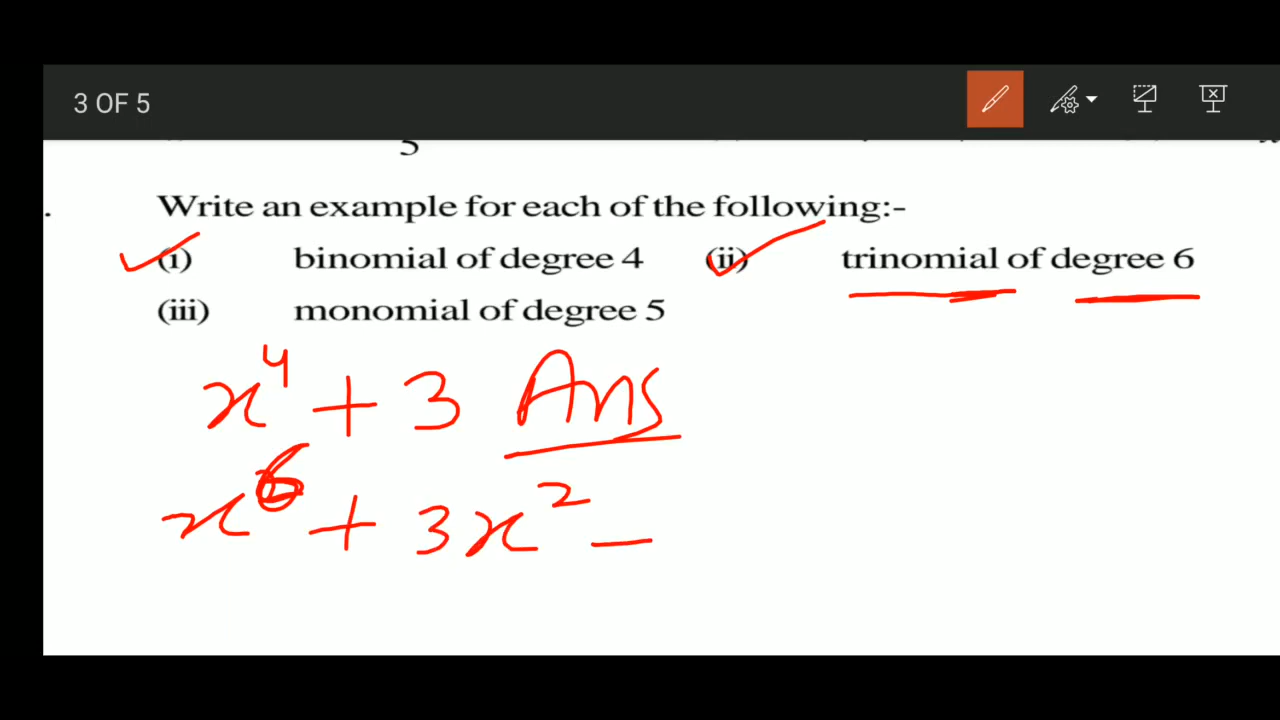 3 OF 5
5
. Write an example for each of the following:-
(i) binomial of degree 4 (ii) trinomial of degree 6
(iii) monomial of degree 5
x⁴ + 3 Ans
x⁶ + 3x² –